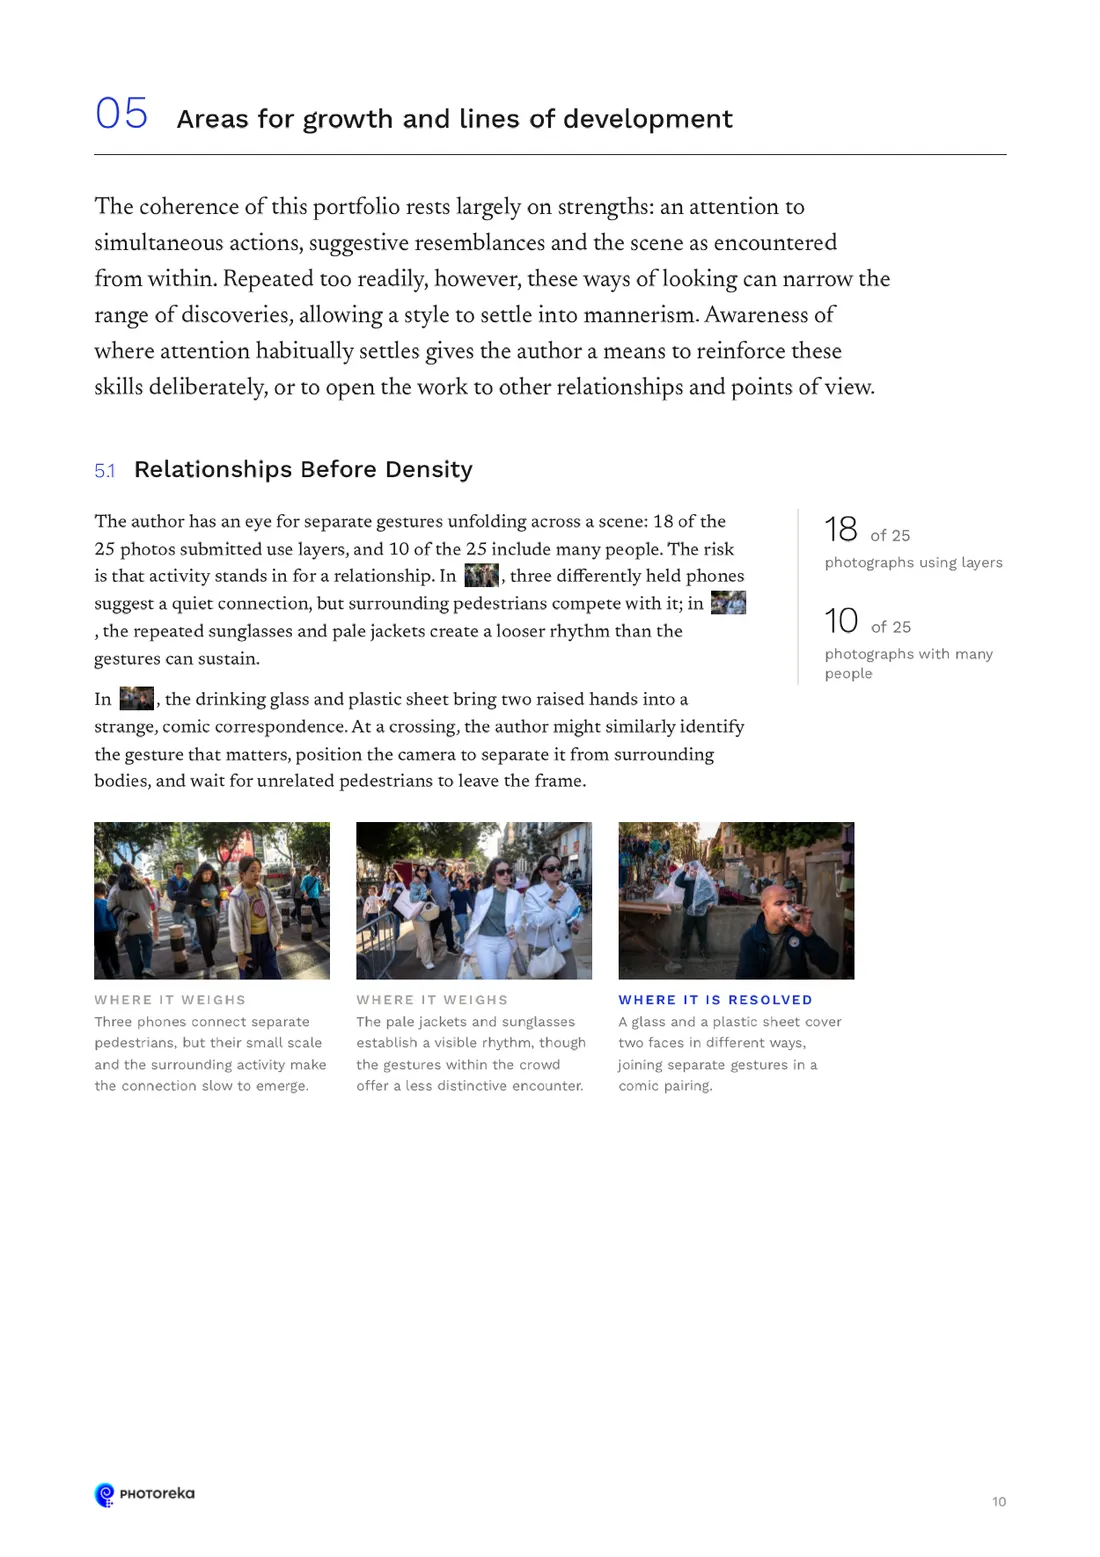 05 Areas for growth and lines of development
The coherence of this portfolio rests largely on strengths: an attention to
simultaneous actions, suggestive resemblances and the scene as encountered
from within. Repeated too readily, however, these ways of looking can narrow the
range of discoveries, allowing a style to settle into mannerism. Awareness of
where attention habitually settles gives the author a means to reinforce these
skills deliberately, or to open the work to other relationships and points of view.
5.1 Relationships Before Density
The author has an eye for separate gestures unfolding across a scene: 18 of the
25 photos submitted use layers, and 10 of the 25 include many people. The risk
is that activity stands in for a relationship. In , three differently held phones
suggest a quiet connection, but surrounding pedestrians compete with it; in
, the repeated sunglasses and pale jackets create a looser rhythm than the
gestures can sustain.
In , the drinking glass and plastic sheet bring two raised hands into a
strange, comic correspondence. At a crossing, the author might similarly identify
the gesture that matters, position the camera to separate it from surrounding
bodies, and wait for unrelated pedestrians to leave the frame.
18 of 25
photographs using layers
10 of 25
photographs with many
people
WHERE IT WEIGHS
Three phones connect separate
pedestrians, but their small scale
and the surrounding activity make
the connection slow to emerge.
WHERE IT WEIGHS
The pale jackets and sunglasses
establish a visible rhythm, though
the gestures within the crowd
offer a less distinctive encounter.
WHERE IT IS RESOLVED
A glass and a plastic sheet cover
two faces in different ways,
joining separate gestures in a
comic pairing.
PHOToreka
10